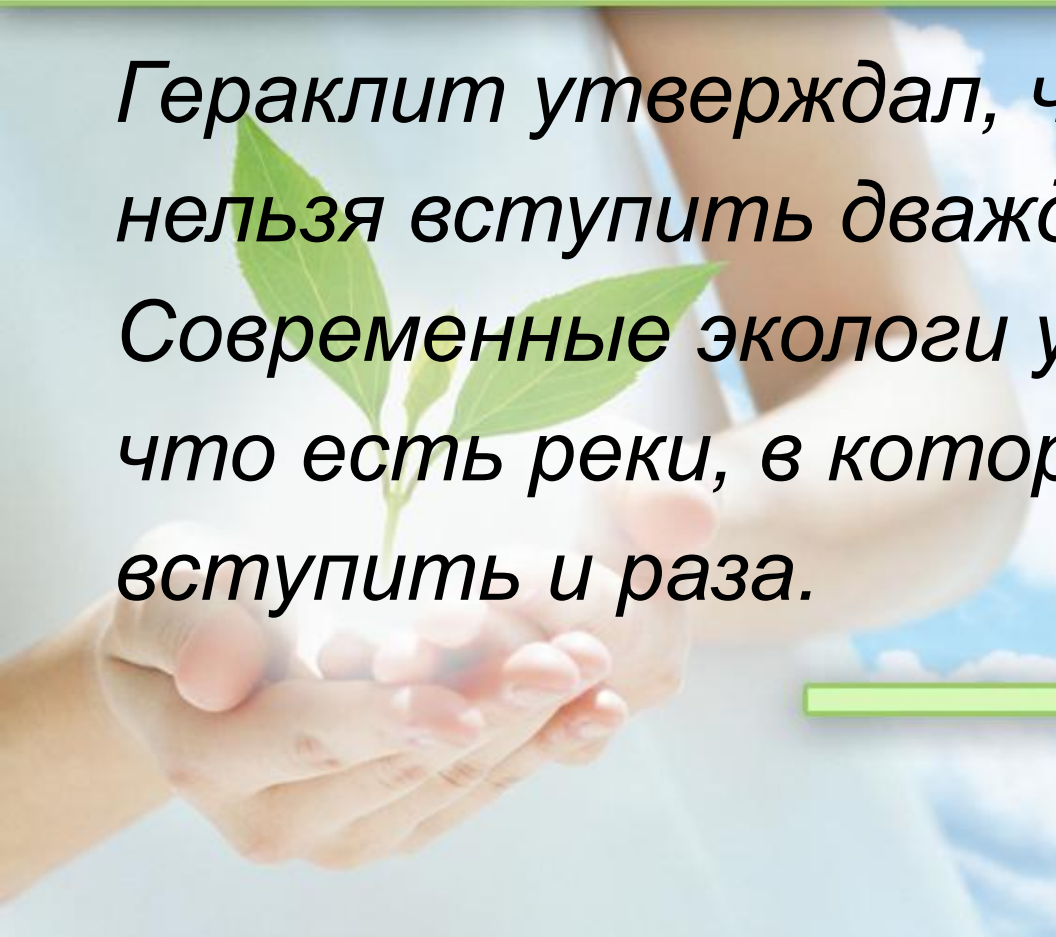 Гераклит утверждал,
нельзя вступить
Современные экологи
что есть реки, в
вступить и раза.